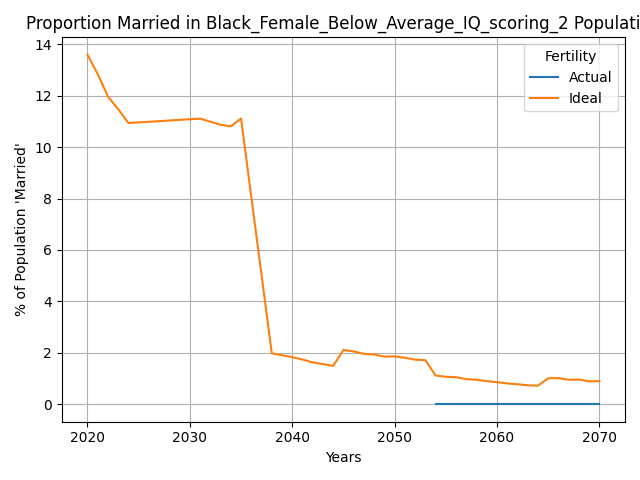 Proportion Married in Black_Female_Below_Average_IQ_scoring_2 Populati
14
12
10
8
6
4
2
0
% of Population 'Married'
Fertility
Actual
Ideal
2020 2030 2040 2050 2060 2070
Years